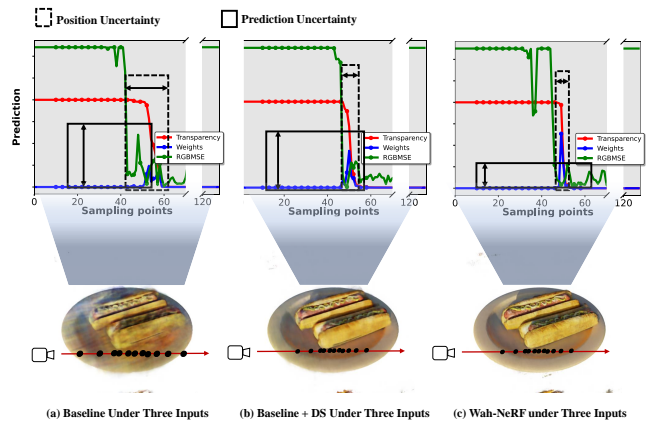 Position Uncertainty
Prediction Uncertainty
Prediction
Transparency
Weights
RGBMSE
0 20 40 60 120
Sampling points
Transparency
Weights
RGBMSE
0 20 40 60 120
Sampling points
Transparency
Weights
RGBMSE
0 20 40 60 120
Sampling points
(a) Baseline Under Three Inputs
(b) Baseline + DS Under Three Inputs
(c) Wah-NeRF under Three Inputs